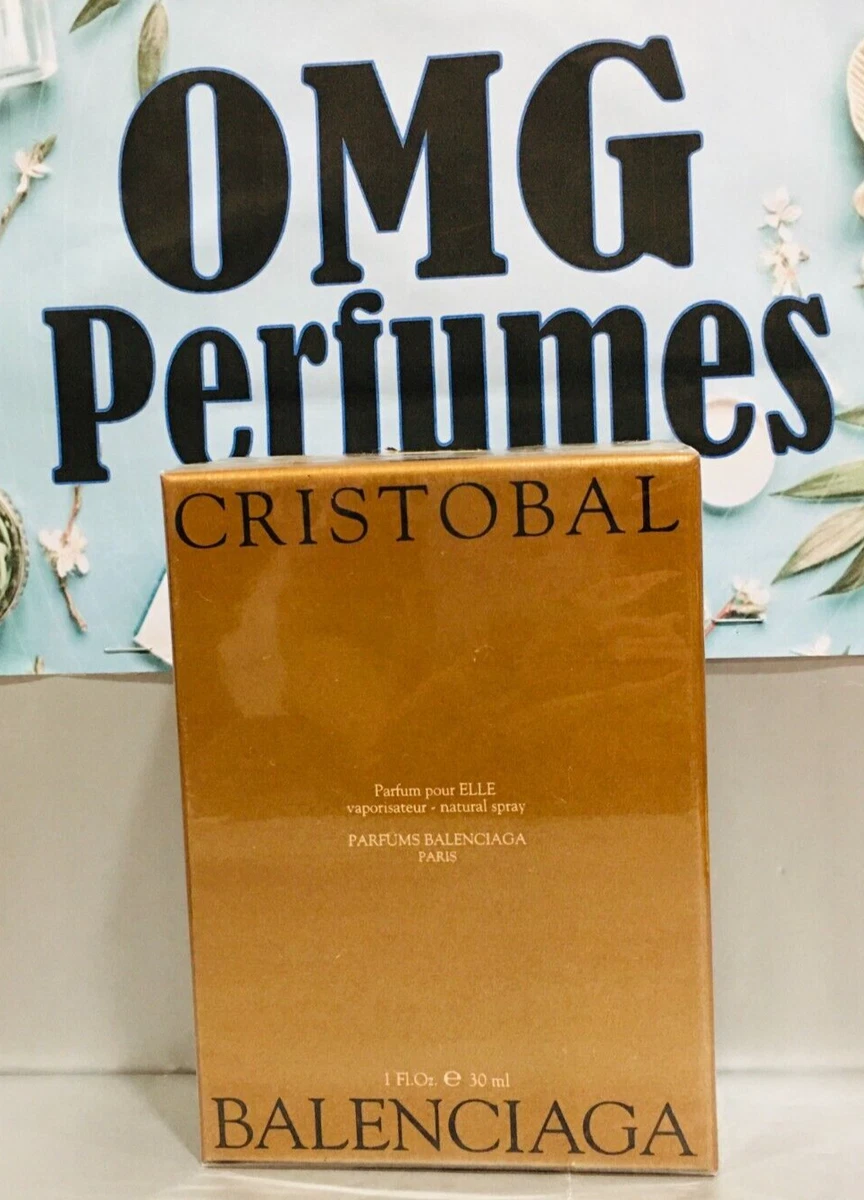 OMG
Perfumes
CRISTOBAL
Parfum pour ELLE
vaporisateur - natural spray
PARFUMS BALENCIAGA
PARIS
1 Fl.Oz. ℮ 30 ml
BALENCIAGA